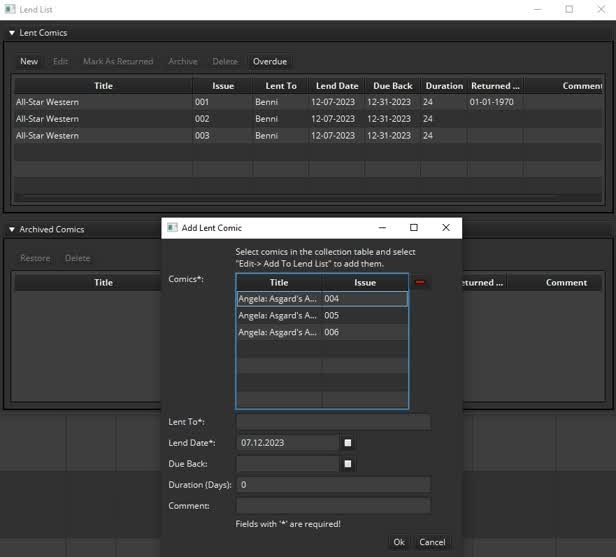 Lend List
Lent Comics
New Edit Mark As Returned Archive Delete Overdue
Title Issue Lent To Lend Date Due Back Duration Returned ... Comment
All-Star Western 001 Benni 12-07-2023 12-31-2023 24 01-01-1970
All-Star Western 002 Benni 12-07-2023 12-31-2023 24
All-Star Western 003 Benni 12-07-2023 12-31-2023 24
Archived Comics
Restore Delete
Title eturned ... Comment
Add Lent Comic
Select comics in the collection table and select
"Edit-> Add To Lend List" to add them.
Comics*:
Title Issue
Angela: Asgard's A... 004
Angela: Asgard's A... 005
Angela: Asgard's A... 006
Lent To*:
Lend Date*: 07.12.2023
Due Back:
Duration (Days): 0
Comment:
Fields with '*' are required!
Ok Cancel